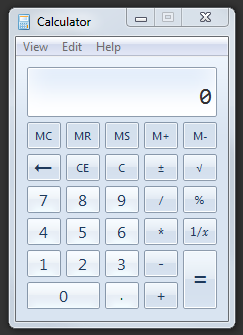 Calculator
View Edit Help
0
MC MR MS M+ M-
← CE C ± √
7 8 9 / %
4 5 6 * 1/x
1 2 3 - =
0 . +